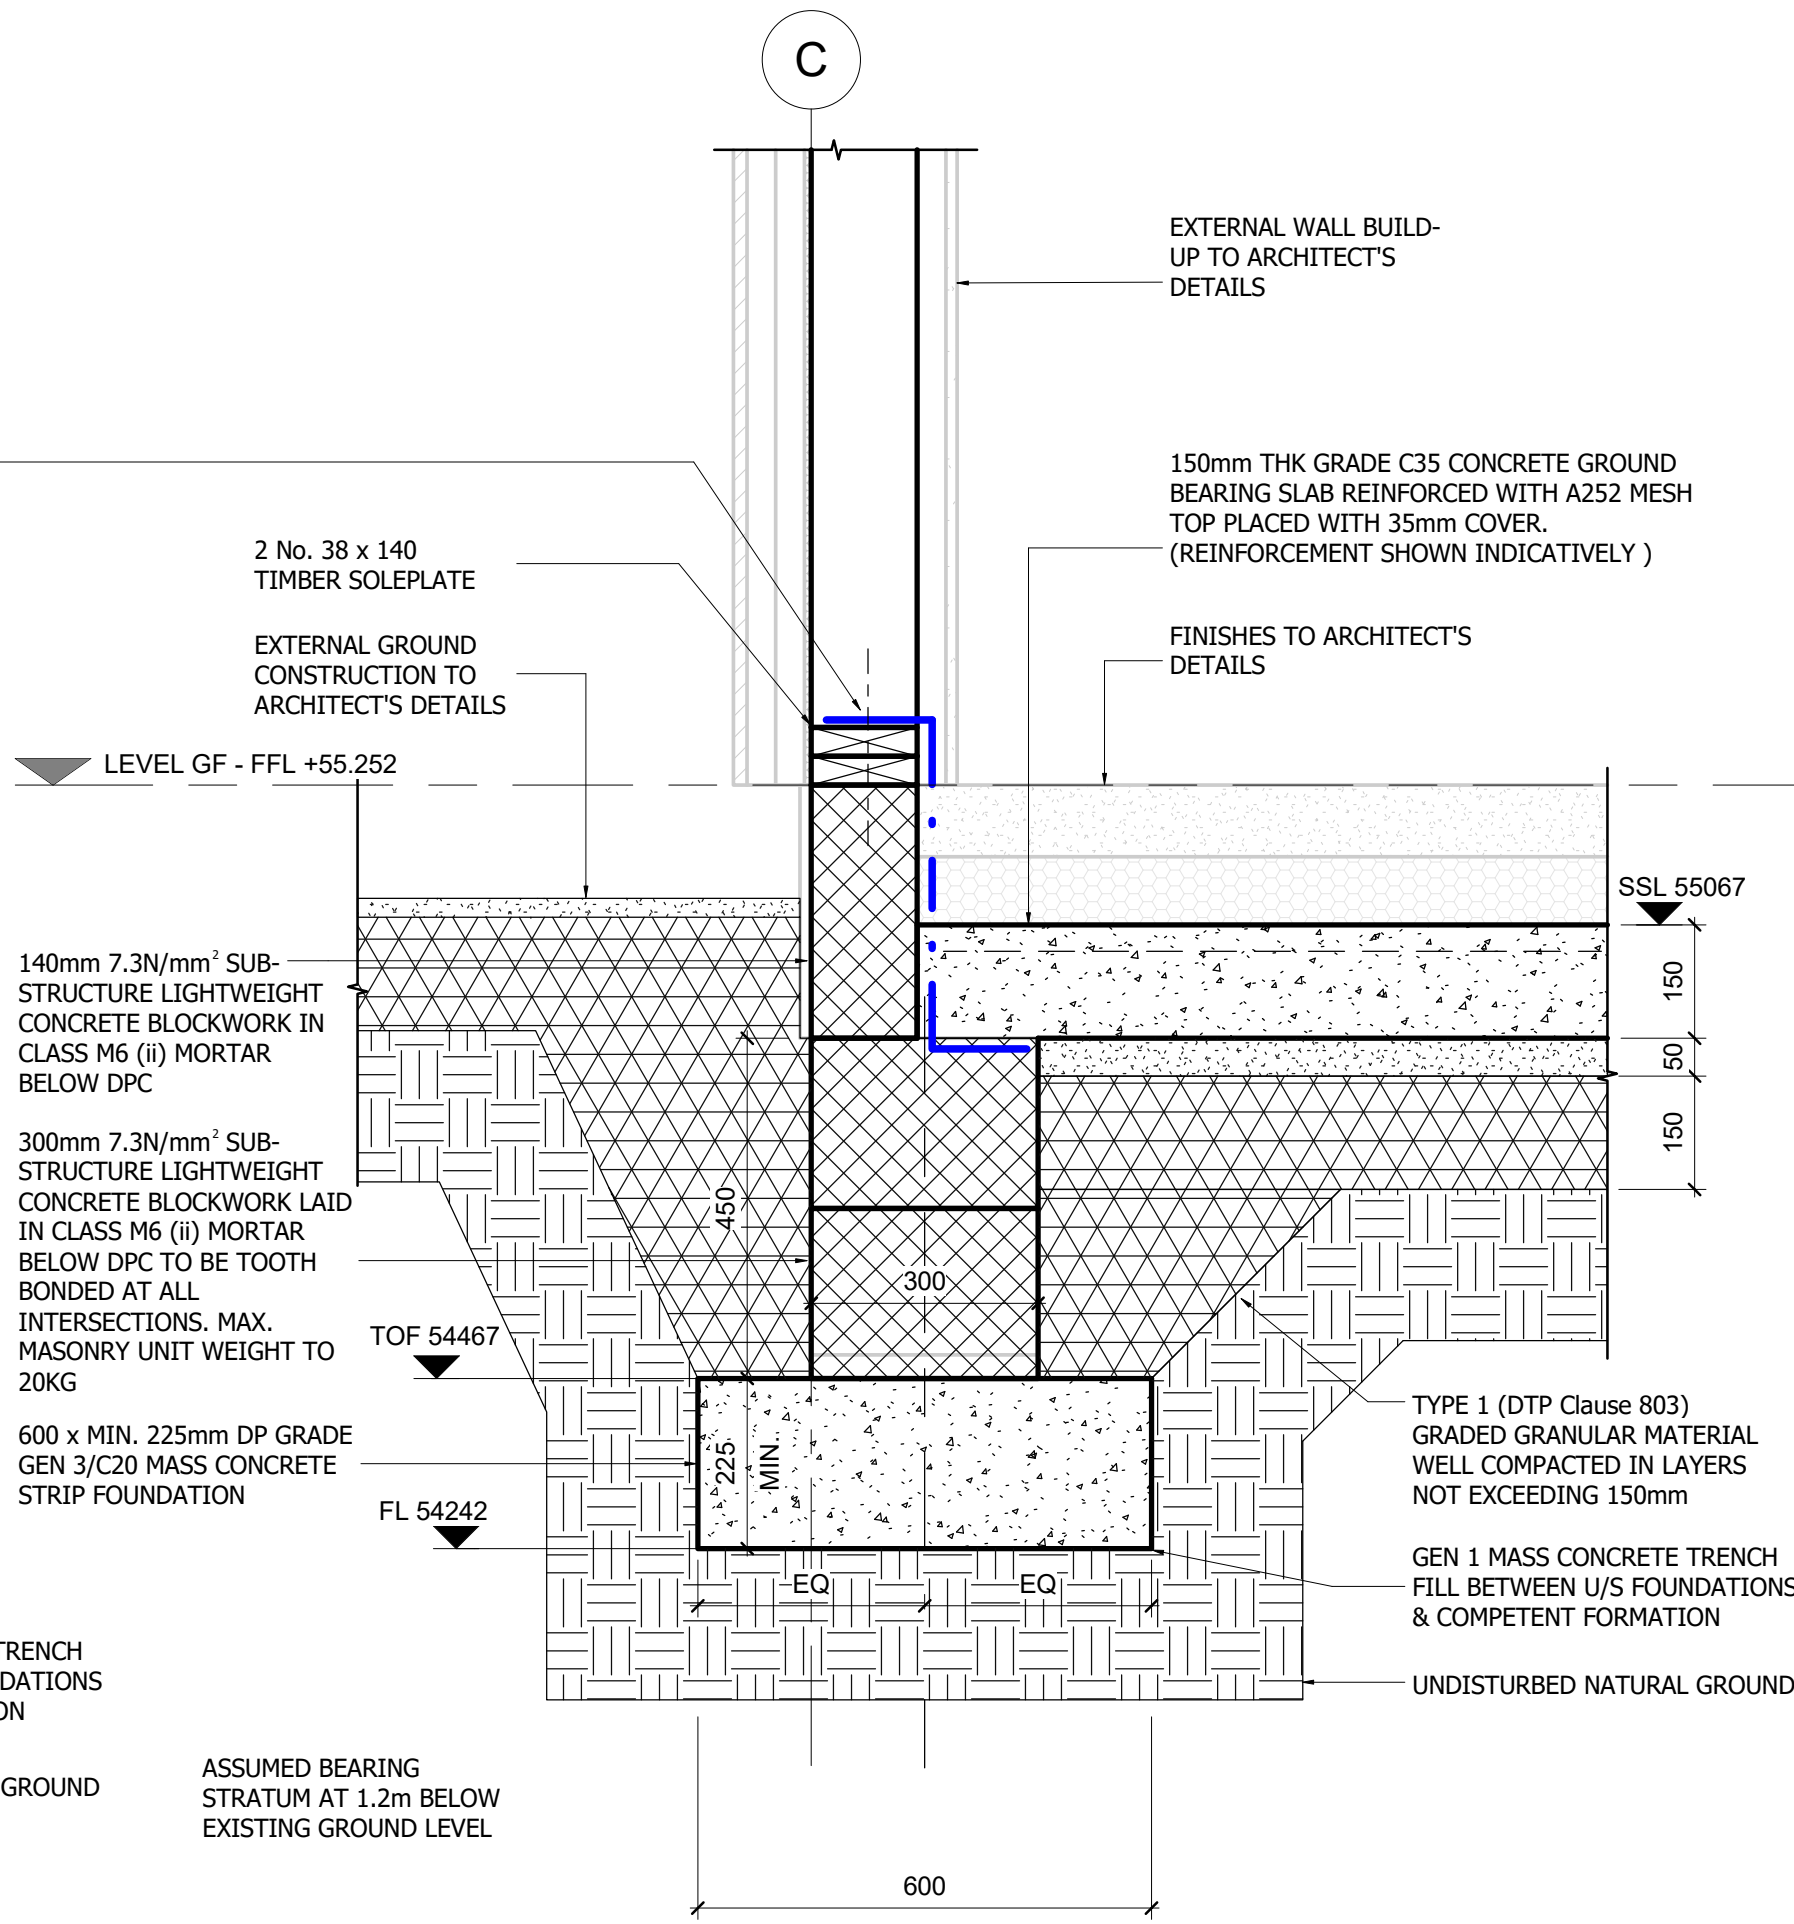 C
EXTERNAL WALL BUILD-
UP TO ARCHITECT'S
DETAILS
150mm THK GRADE C35 CONCRETE GROUND
BEARING SLAB REINFORCED WITH A252 MESH
TOP PLACED WITH 35mm COVER.
(REINFORCEMENT SHOWN INDICATIVELY )
2 No. 38 x 140
TIMBER SOLEPLATE
FINISHES TO ARCHITECT'S
DETAILS
EXTERNAL GROUND
CONSTRUCTION TO
ARCHITECT'S DETAILS
LEVEL GF - FFL +55.252
SSL 55067
140mm 7.3N/mm² SUB-
STRUCTURE LIGHTWEIGHT
CONCRETE BLOCKWORK IN
CLASS M6 (ii) MORTAR
BELOW DPC
150
50
150
300mm 7.3N/mm² SUB-
STRUCTURE LIGHTWEIGHT
CONCRETE BLOCKWORK LAID
IN CLASS M6 (ii) MORTAR
BELOW DPC TO BE TOOTH
BONDED AT ALL
INTERSECTIONS. MAX.
MASONRY UNIT WEIGHT TO
20KG
450
300
TOF 54467
600 x MIN. 225mm DP GRADE
GEN 3/C20 MASS CONCRETE
STRIP FOUNDATION
225
MIN.
FL 54242
TYPE 1 (DTP Clause 803)
GRADED GRANULAR MATERIAL
WELL COMPACTED IN LAYERS
NOT EXCEEDING 150mm
GEN 1 MASS CONCRETE TRENCH
FILL BETWEEN U/S FOUNDATIONS
& COMPETENT FORMATION
EQ
EQ
UNDISTURBED NATURAL GROUND
TRENCH
NDATIONS
ON
GROUND
ASSUMED BEARING
STRATUM AT 1.2m BELOW
EXISTING GROUND LEVEL
600